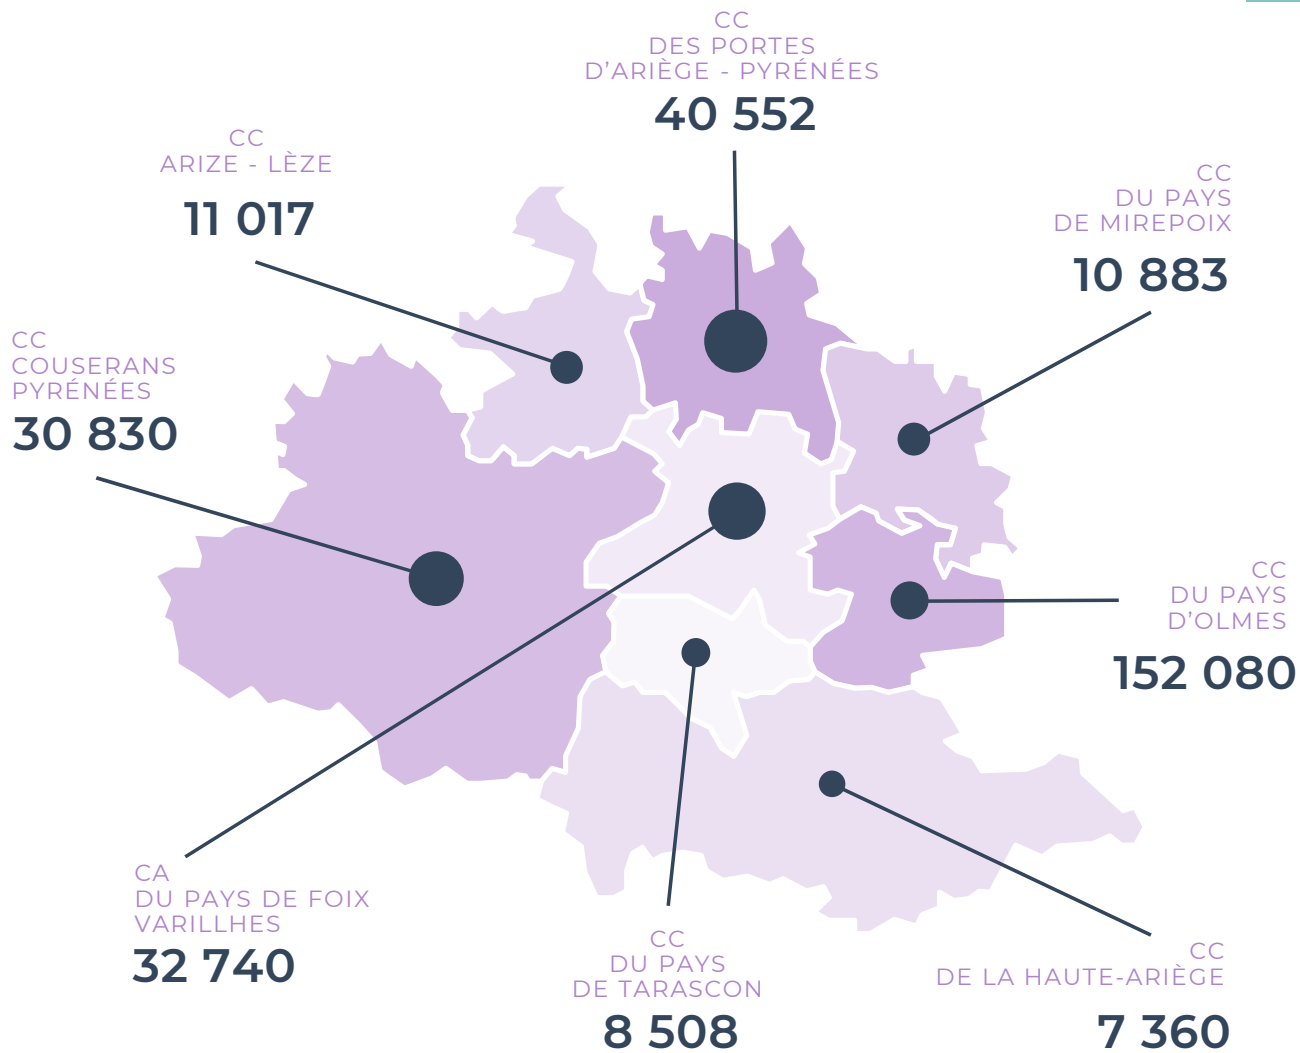 CC
DES PORTES
D’ARIÈGE - PYRÉNÉES
40 552
CC
ARIZE - LÈZE
11 017
CC
DU PAYS
DE MIREPOIX
10 883
CC
COUSERANS
PYRÉNÉES
30 830
CC
DU PAYS
D’OLMES
152 080
CA
DU PAYS DE FOIX
VARILLHES
32 740
CC
DU PAYS
DE TARASCON
8 508
CC
DE LA HAUTE-ARIÈGE
7 360